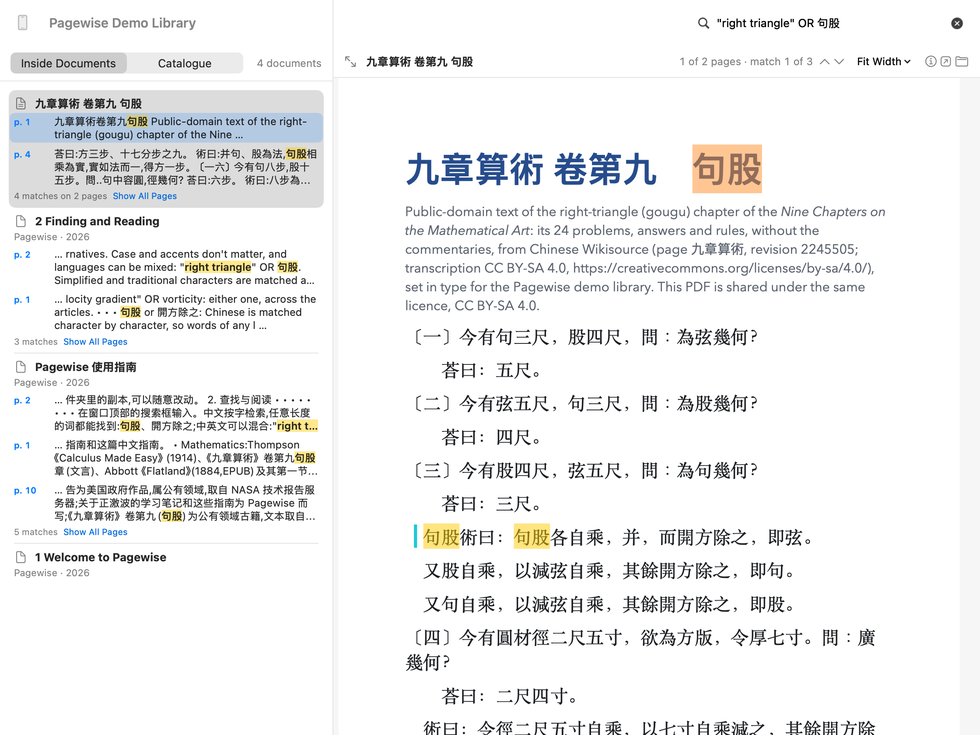 Pagewise Demo Library
"right triangle" OR 句股
Inside Documents
Catalogue
4 documents
九章算術 卷第九 句股
p. 1
九章算術卷第九句股 Public-domain text of the right-
triangle (gougu) chapter of the Nine ...
p. 4
荅曰:方三步、十七分步之九。 術曰:并句、股為法,句股相
乘為實,實如法而一,得方一步。〔一六〕今有句八步,股十
五步。問..句中容圓,徑幾何? 荅曰:六步。 術曰:八步為...
4 matches on 2 pages Show All Pages
2 Finding and Reading
Pagewise · 2026
p. 2
... rnatives. Case and accents don't matter, and
languages can be mixed: "right triangle" OR 句股.
Simplified and traditional characters are matched a...
p. 1
... locity gradient" OR vorticity: either one, across the
articles. • • • 句股 or 開方除之: Chinese is matched
character by character, so words of any l ...
3 matches Show All Pages
Pagewise 使用指南
Pagewise · 2026
p. 2
... 件夹里的副本,可以随意改动。 2. 查找与阅读 • • • • •
• • • 在窗口顶部的搜索框输入。中文按字检索,任意长度
的词都能找到:句股、開方除之;中英文可以混合:"right t...
p. 1
... 指南和这篇中文指南。 • Mathematics:Thompson
《Calculus Made Easy》(1914)、《九章算術》卷第九句股
章(文言)、Abbott《Flatland》(1884,EPUB)及其第一节...
p. 10
... 告为美国政府作品,属公有领域,取自 NASA 技术报告服
务器;关于正激波的学习笔记和这些指南为 Pagewise 而
写;《九章算術》卷第九(句股)为公有领域古籍,文本取自...
5 matches Show All Pages
1 Welcome to Pagewise
Pagewise · 2026
九章算術 卷第九 句股
1 of 2 pages · match 1 of 3
Fit Width
九章算術 卷第九 句股
Public-domain text of the right-triangle (gougu) chapter of the Nine Chapters on
the Mathematical Art: its 24 problems, answers and rules, without the
commentaries, from Chinese Wikisource (page 九章算術, revision 2245505;
transcription CC BY-SA 4.0, https://creativecommons.org/licenses/by-sa/4.0/),
set in type for the Pagewise demo library. This PDF is shared under the same
licence, CC BY-SA 4.0.
〔一〕今有句三尺，股四尺，問：為弦幾何？
荅曰：五尺。
〔二〕今有弦五尺，句三尺，問：為股幾何？
荅曰：四尺。
〔三〕今有股四尺，弦五尺，問：為句幾何？
荅曰：三尺。
句股術曰：句股各自乘，并，而開方除之，即弦。
又股自乘，以減弦自乘，其餘開方除之，即句。
又句自乘，以減弦自乘，其餘開方除之，即股。
〔四〕今有圓材徑二尺五寸，欲為方版，令厚七寸。問：廣
幾何？
荅曰：二尺四寸。
術曰：令徑二尺五寸自乘，以七寸自乘減之，其餘開方除